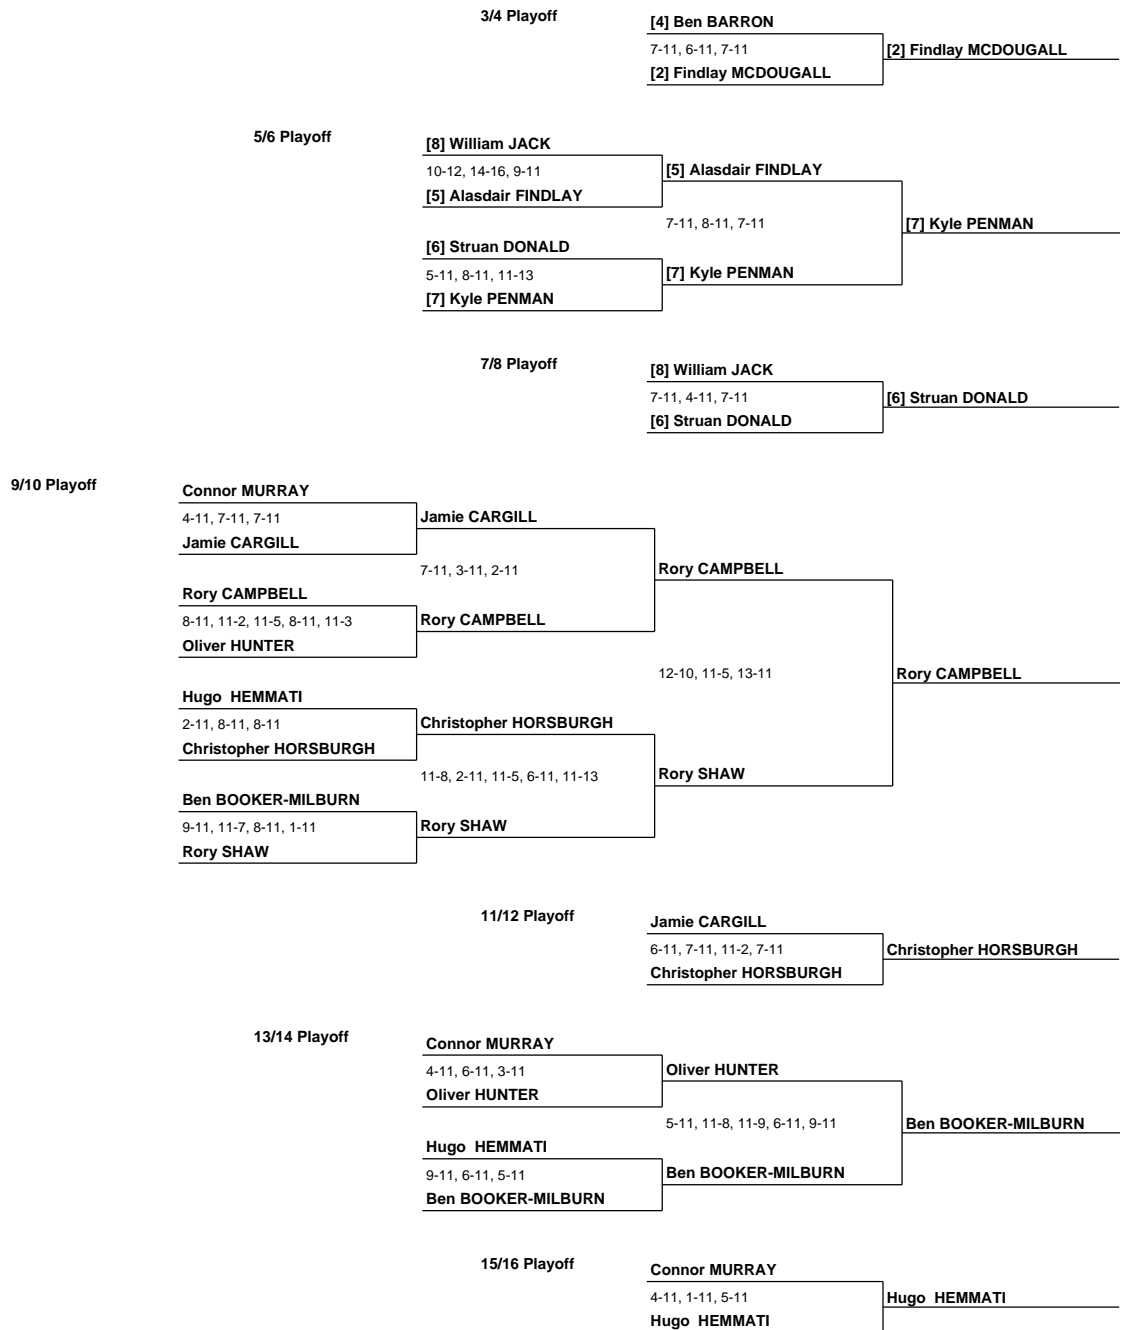 3/4 Playoff
[4] Ben BARRON
7-11, 6-11, 7-11
[2] Findlay MCDOUGALL
[2] Findlay MCDOUGALL
5/6 Playoff
[8] William JACK
10-12, 14-16, 9-11
[5] Alasdair FINDLAY
[5] Alasdair FINDLAY
7-11, 8-11, 7-11
[7] Kyle PENMAN
[6] Struan DONALD
5-11, 8-11, 11-13
[7] Kyle PENMAN
[7] Kyle PENMAN
7/8 Playoff
[8] William JACK
7-11, 4-11, 7-11
[6] Struan DONALD
[6] Struan DONALD
9/10 Playoff
Connor MURRAY
4-11, 7-11, 7-11
Jamie CARGILL
Jamie CARGILL
7-11, 3-11, 2-11
Rory CAMPBELL
Rory CAMPBELL
8-11, 11-2, 11-5, 8-11, 11-3
Rory CAMPBELL
Oliver HUNTER
12-10, 11-5, 13-11
Rory CAMPBELL
Hugo HEMMATI
2-11, 8-11, 8-11
Christopher HORSBURGH
Christopher HORSBURGH
11-8, 2-11, 11-5, 6-11, 11-13
Rory SHAW
Ben BOOKER-MILBURN
9-11, 11-7, 8-11, 1-11
Rory SHAW
Rory SHAW
11/12 Playoff
Jamie CARGILL
6-11, 7-11, 11-2, 7-11
Christopher HORSBURGH
Christopher HORSBURGH
13/14 Playoff
Connor MURRAY
4-11, 6-11, 3-11
Oliver HUNTER
Oliver HUNTER
5-11, 11-8, 11-9, 6-11, 9-11
Ben BOOKER-MILBURN
Hugo HEMMATI
9-11, 6-11, 5-11
Ben BOOKER-MILBURN
Ben BOOKER-MILBURN
15/16 Playoff
Connor MURRAY
4-11, 1-11, 5-11
Hugo HEMMATI
Hugo HEMMATI